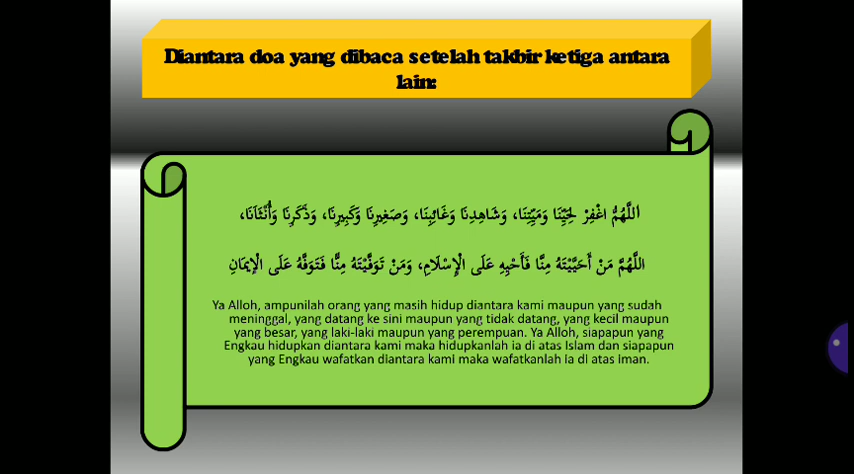 Diantara doa yang dibaca setelah takbir ketiga antara
lain:
اللَّهُمُّ اغْفِرْ لِحَيِّنَا وَمَيِّتِنَا، وَشَاهِدِنَا وَغَائِبِنَا، وَصَغِيرِنَا وَكَبِيرِنَا، وَذَكَرِنَا وَأُنْثَانَا،
اللَّهُمَّ مَنْ أَحْيَيْتَهُ مِنَّا فَأَحْيِهِ عَلَى الْإِسْلَامِ، وَمَنْ تَوَفَّيْتَهُ مِنَّا فَتَوَفَّهُ عَلَى الْإِيمَانِ
Ya Alloh, ampunilah orang yang masih hidup diantara kami maupun yang sudah
meninggal, yang datang ke sini maupun yang tidak datang, yang kecil maupun
yang besar, yang laki-laki maupun yang perempuan. Ya Alloh, siapapun yang
Engkau hidupkan diantara kami maka hidupkanlah ia di atas Islam dan siapapun
yang Engkau wafatkan diantara kami maka wafatkanlah ia di atas iman.